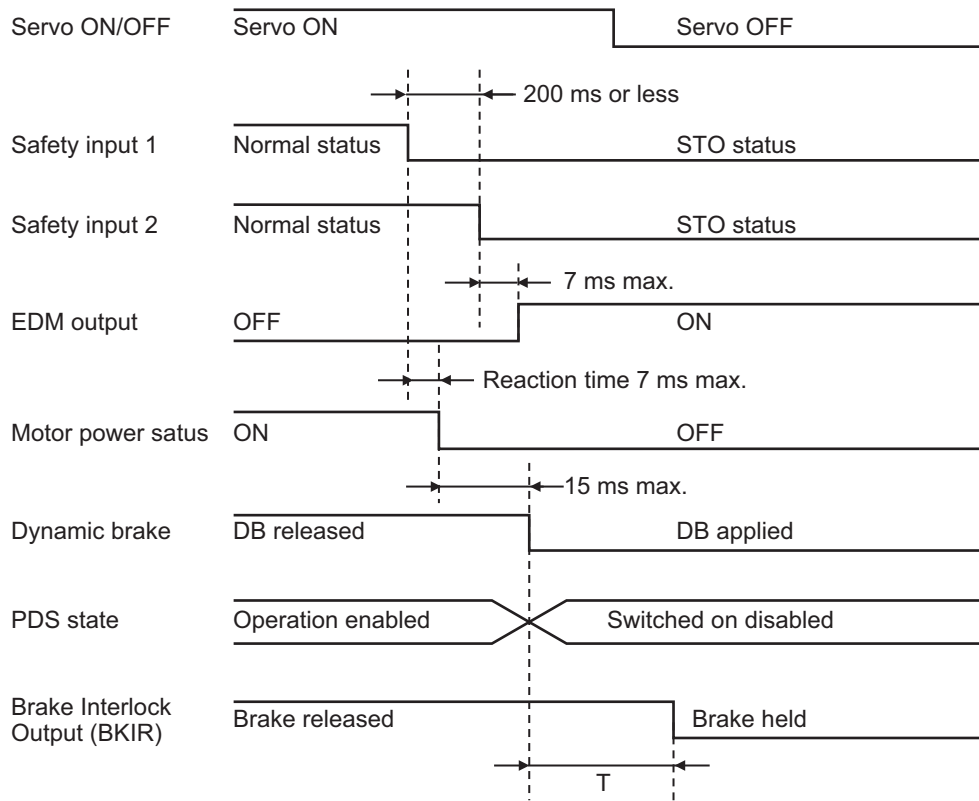 Servo ON/OFF Servo ON Servo OFF
200 ms or less
Safety input 1 Normal status STO status
Safety input 2 Normal status STO status
7 ms max.
EDM output OFF ON
Reaction time 7 ms max.
Motor power satus ON OFF
15 ms max.
Dynamic brake DB released DB applied
PDS state Operation enabled Switched on disabled
Brake Interlock
Output (BKIR) Brake released Brake held
T